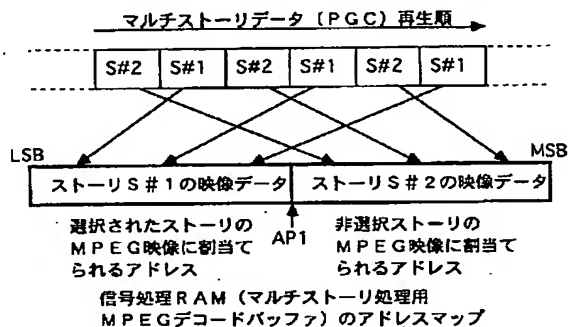 マルチストーリデータ（PGC）再生順
S#2 S#1 S#2 S#1 S#2 S#1
LSB MSB
ストーリS#1の映像データ ストーリS#2の映像データ
選択されたストーリの
MPEG映像に割当て
られるアドレス
AP1
非選択ストーリの
MPEG映像に割当て
られるアドレス
信号処理RAM（マルチストーリ処理用
MPEGデコードバッファ）のアドレスマップ